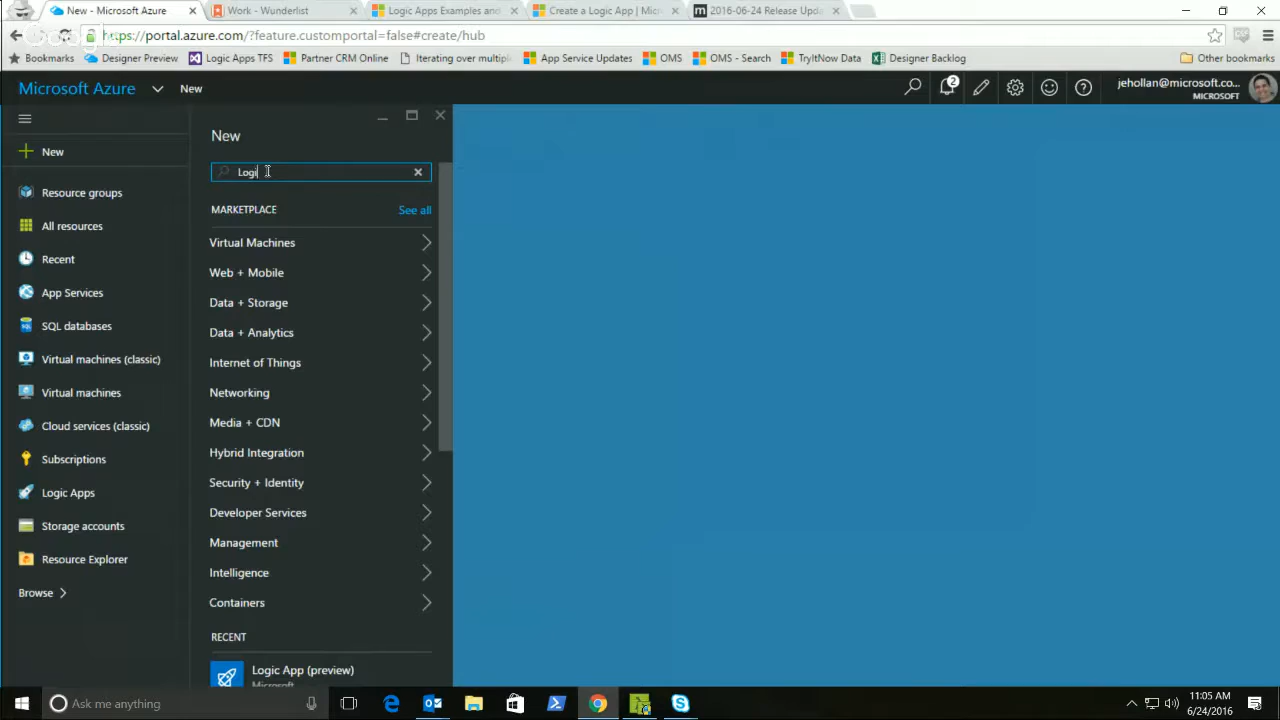 New - Microsoft Azure
Work - Wunderlist
Logic Apps Examples and
Create a Logic App | Micr
2016-06-24 Release Upda
https://portal.azure.com/?feature.customportal=false#create/hub
Bookmarks
Designer Preview
Logic Apps TFS
Partner CRM Online
Iterating over multipl
App Service Updates
OMS
OMS - Search
TryItNow Data
Designer Backlog
Other bookmarks
Microsoft Azure
New
2
jehollan@microsoft.co...
MICROSOFT
New
Resource groups
All resources
Recent
App Services
SQL databases
Virtual machines (classic)
Virtual machines
Cloud services (classic)
Subscriptions
Logic Apps
Storage accounts
Resource Explorer
Browse
New
Logi
MARKETPLACE
See all
Virtual Machines
Web + Mobile
Data + Storage
Data + Analytics
Internet of Things
Networking
Media + CDN
Hybrid Integration
Security + Identity
Developer Services
Management
Intelligence
Containers
RECENT
Logic App (preview)
Microsoft
Ask me anything
11:05 AM
6/24/2016